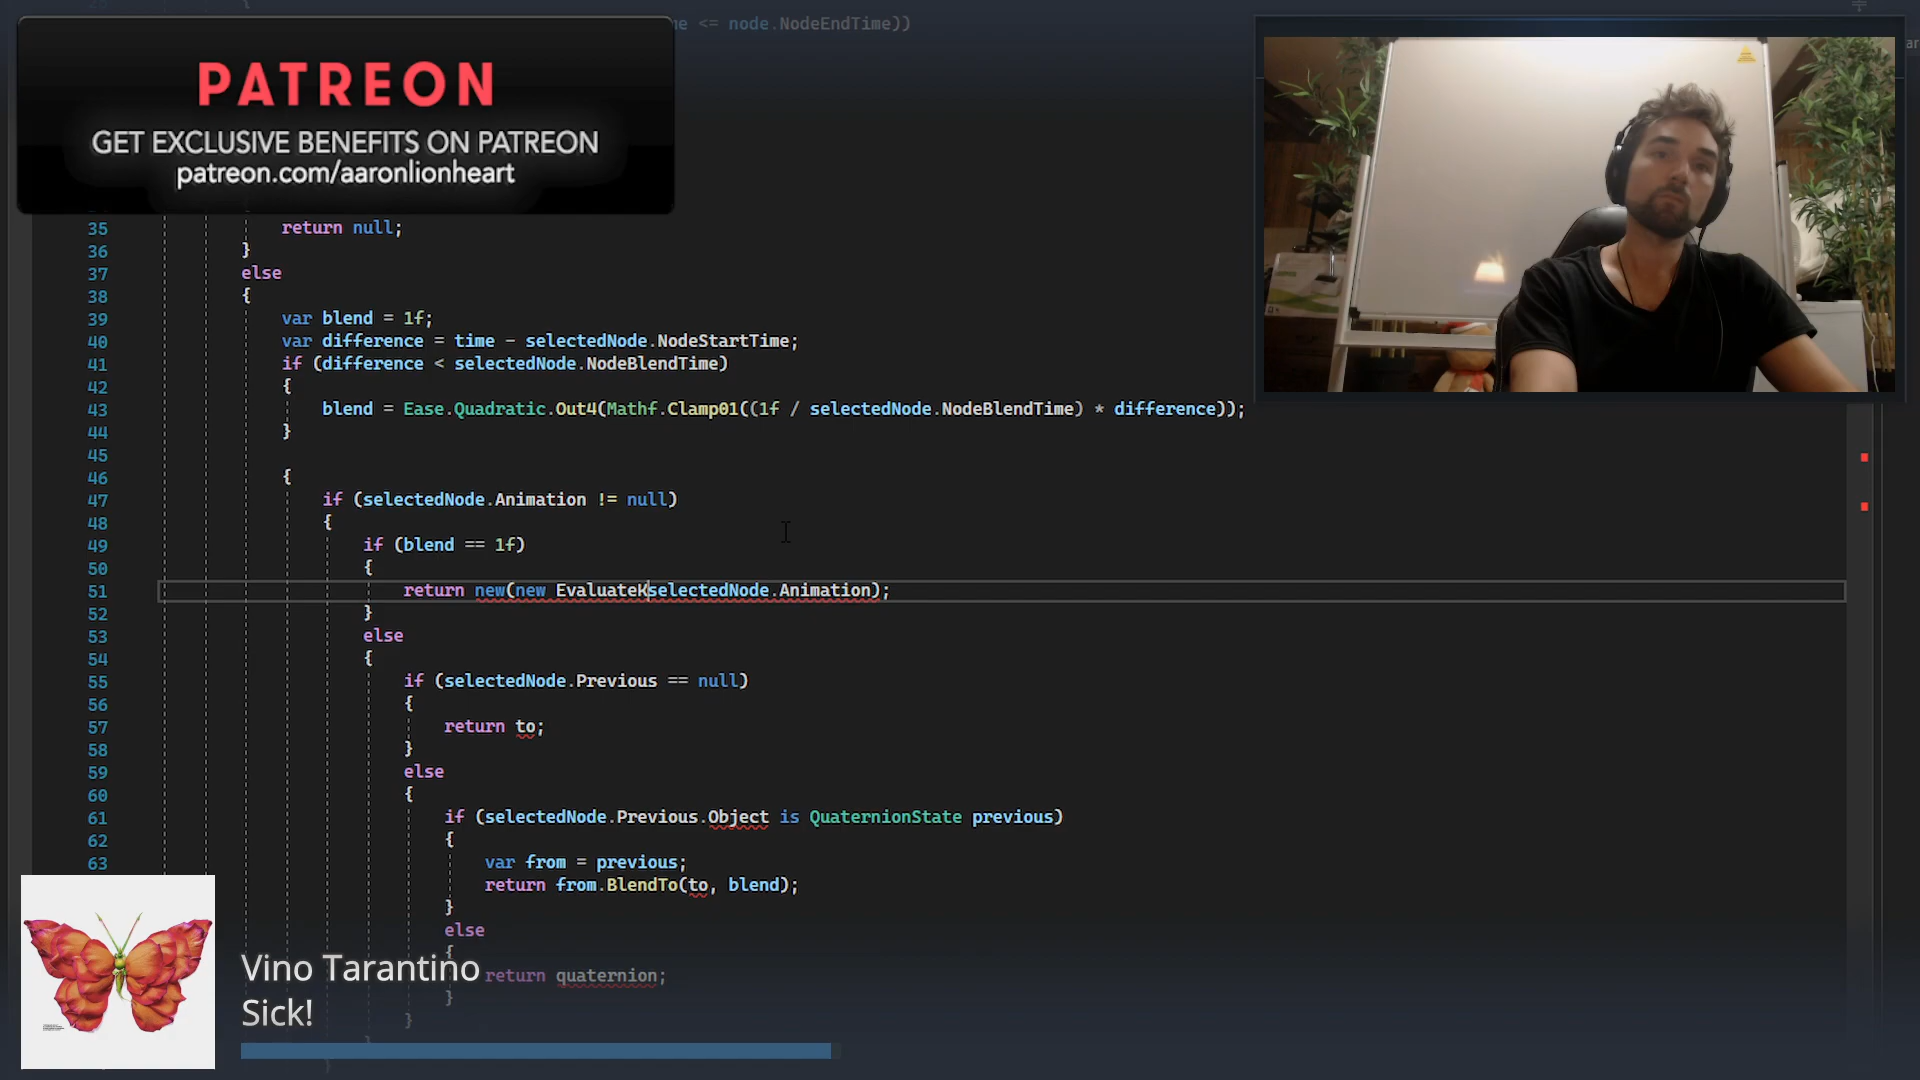 {
<= node.NodeEndTime))
PATREON
GET EXCLUSIVE BENEFITS ON PATREON
patreon.com/aaronlionheart
35 return null;
36 }
37 else
38 {
39 var blend = 1f;
40 var difference = time - selectedNode.NodeStartTime;
41 if (difference < selectedNode.NodeBlendTime)
42 {
43 blend = Ease.Quadratic.Out4(Mathf.Clamp01((1f / selectedNode.NodeBlendTime) * difference));
44 }
45
46 {
47 if (selectedNode.Animation != null)
48 {
49 if (blend == 1f)
50 {
51 return new(new EvaluateKselectedNode.Animation);
52 }
53 else
54 {
55 if (selectedNode.Previous == null)
56 {
57 return to;
58 }
59 else
60 {
61 if (selectedNode.Previous.Object is QuaternionState previous)
62 {
63 var from = previous;
return from.BlendTo(to, blend);
}
else
{
return quaternion;
}
}
Vino Tarantino
Sick!